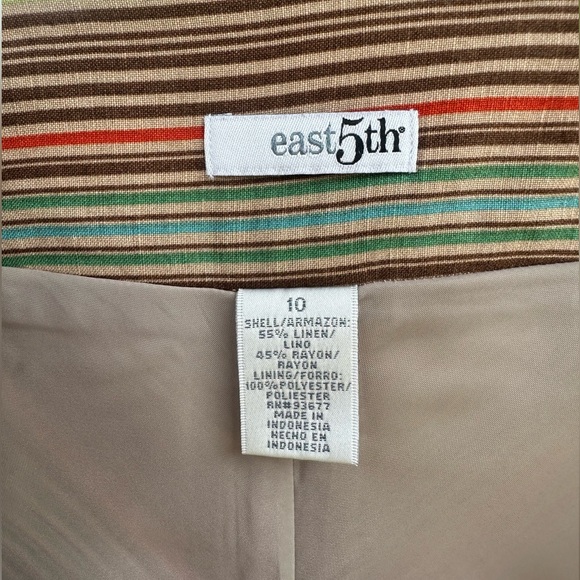 east5th
10
SHELL/ARMAZON:
55% LINEN/
LINO
45% RAYON/
RAYON
LINING/FORRO:
100%POLYESTER/
POLIESTER
RN#93677
MADE IN
INDONESIA
HECHO EN
INDONESIA